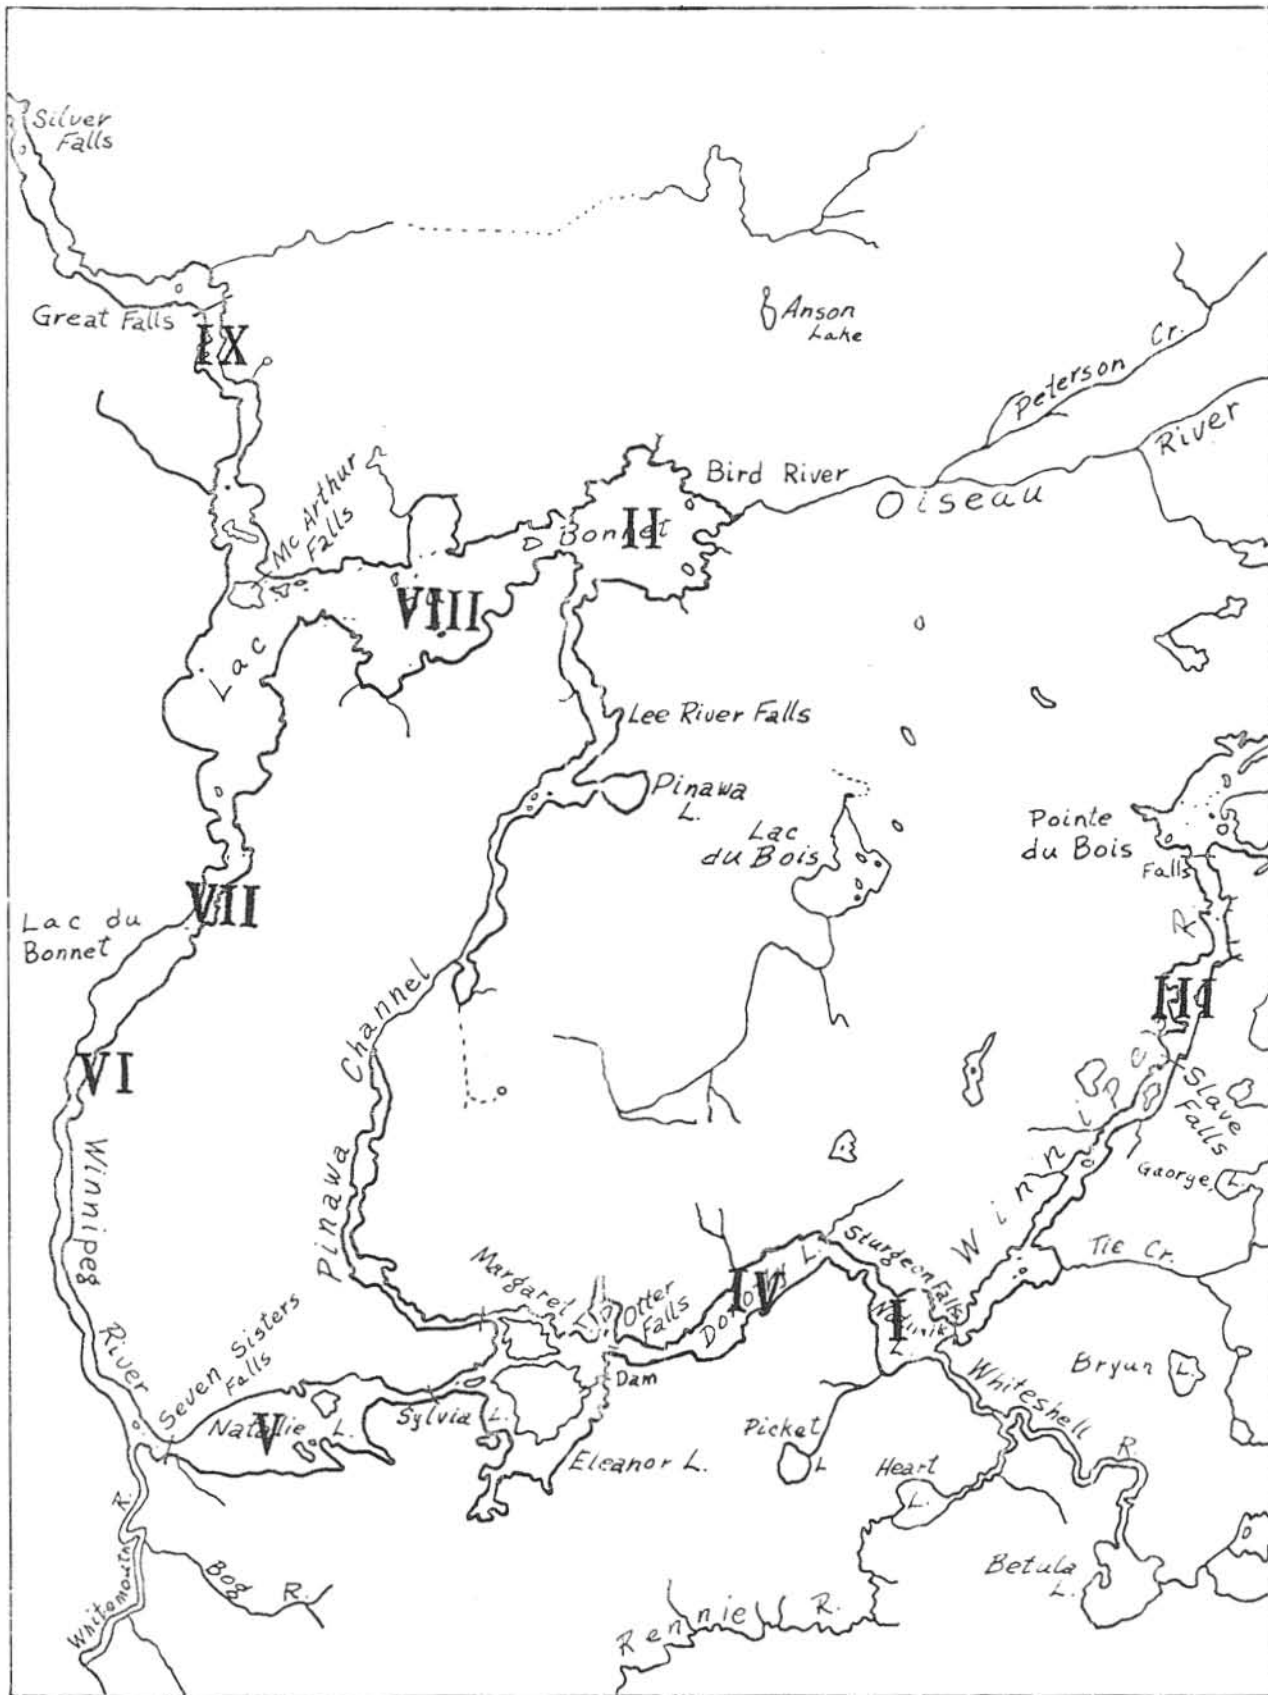 Silver
Falls
Great Falls
IX
Anson
Lake
Peterson Cr.
River
Mc Arthur
Falls
Bird River
Oiseau
Bonnet
II
VIII
Lac
Lee River Falls
Pinawa
L.
Lac
du Bois
Pointe
du Bois
Falls
R
Lac du
Bonnet
VII
III
Channel
VI
Slave
Falls
Winnipeg
Winnipeg
George L.
Pinawa
Tie Cr.
Margaret L.
Otter
Falls
IV
L.
Sturgeon Falls
I
L.
River
Seven Sisters
Falls
Dam
Bryun L.
Whiteshell
R.
Natalie L.
V
Sylvia L.
Picket
L
Eleanor L.
Heart
L.
R.
Whitemouth
Bog
R.
Betula
L.
Rennie R.